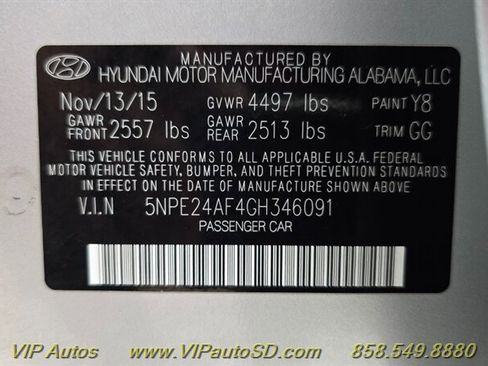 MANUFACTURED BY
HYUNDAI MOTOR MANUFACTURING ALABAMA, LLC
Nov/13/15 GVWR 4497 lbs PAINT Y8
GAWR FRONT 2557 lbs GAWR REAR 2513 lbs TRIM GG
THIS VEHICLE CONFORMS TO ALL APPLICABLE U.S.A. FEDERAL
MOTOR VEHICLE SAFETY, BUMPER, AND THEFT PREVENTION STANDARDS
IN EFFECT ON THE DATE OF MANUFACTURE SHOWN ABOVE.
V.I.N 5NPE24AF4GH346091
PASSENGER CAR
VIP Autos www.VIPautoSD.com 858.549.8880